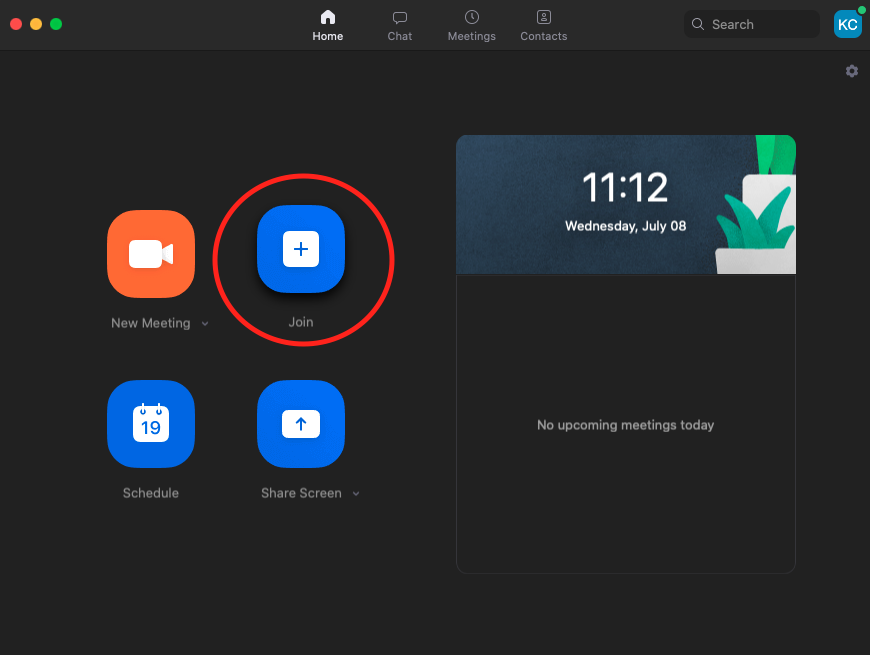 Home
Chat
Meetings
Contacts
Search
KC
11:12
Wednesday, July 08
New Meeting
Join
19
Schedule
Share Screen
No upcoming meetings today